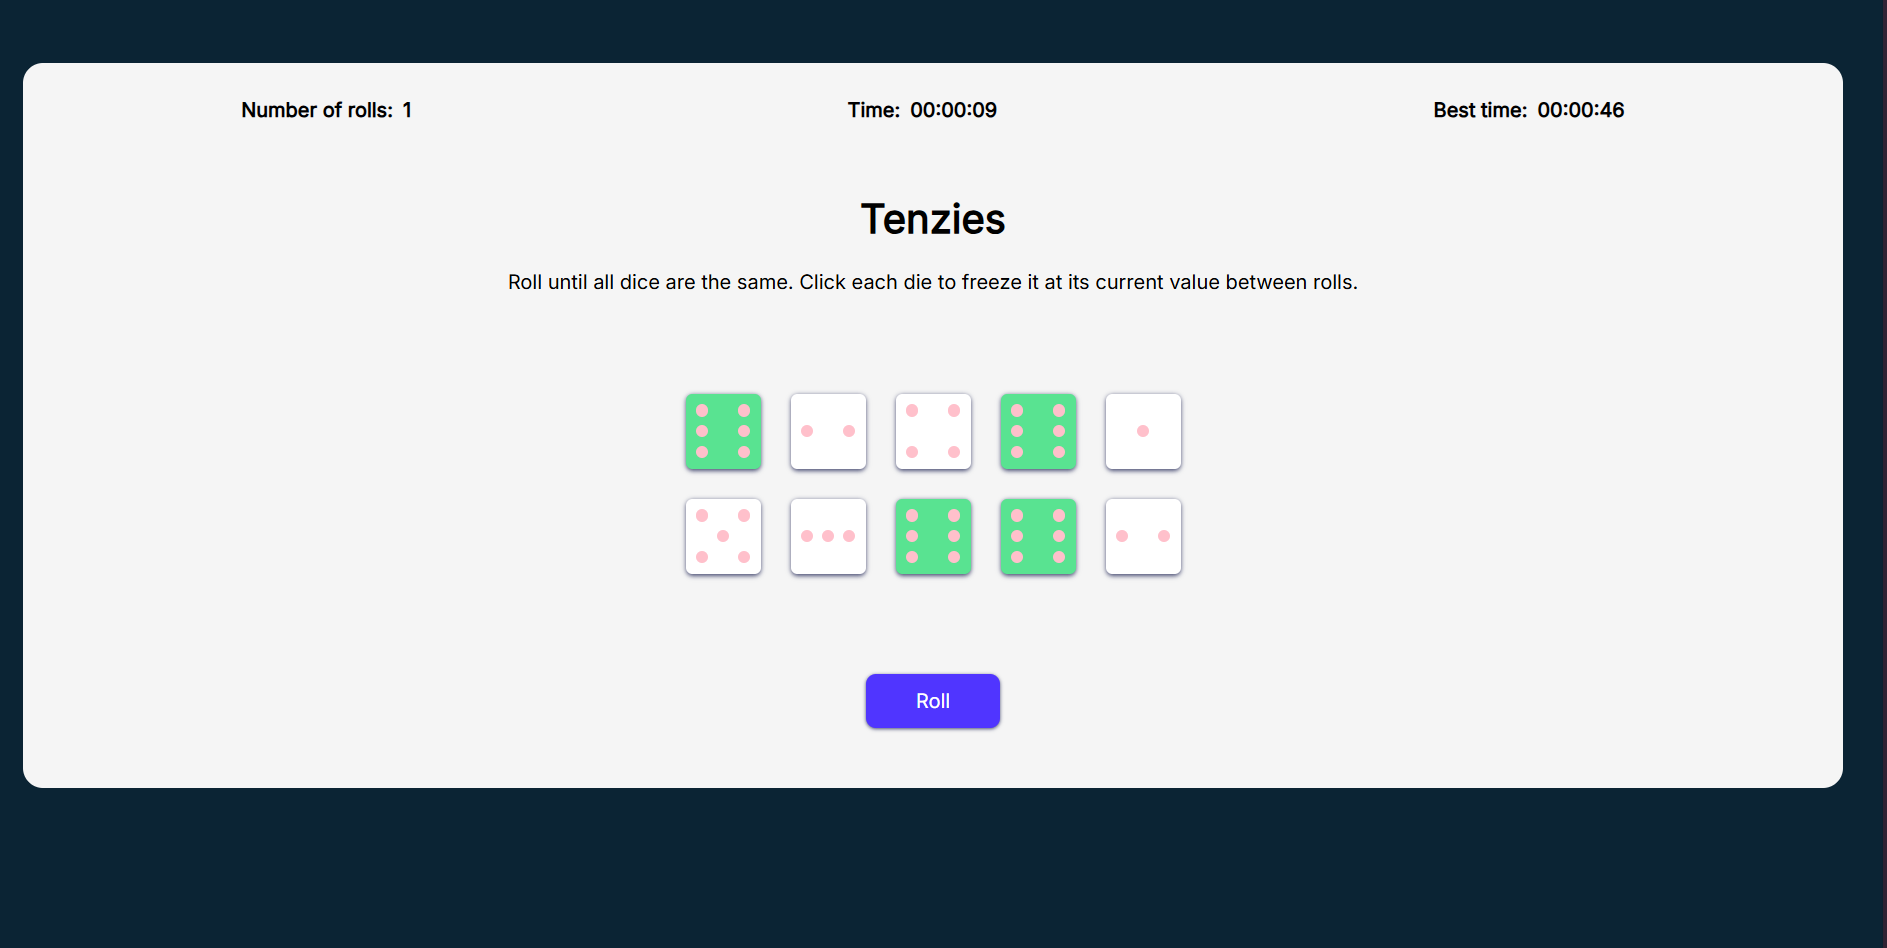 Number of rolls: 1
Time: 00:00:09
Best time: 00:00:46
Tenzies
Roll until all dice are the same. Click each die to freeze it at its current value between rolls.
Roll